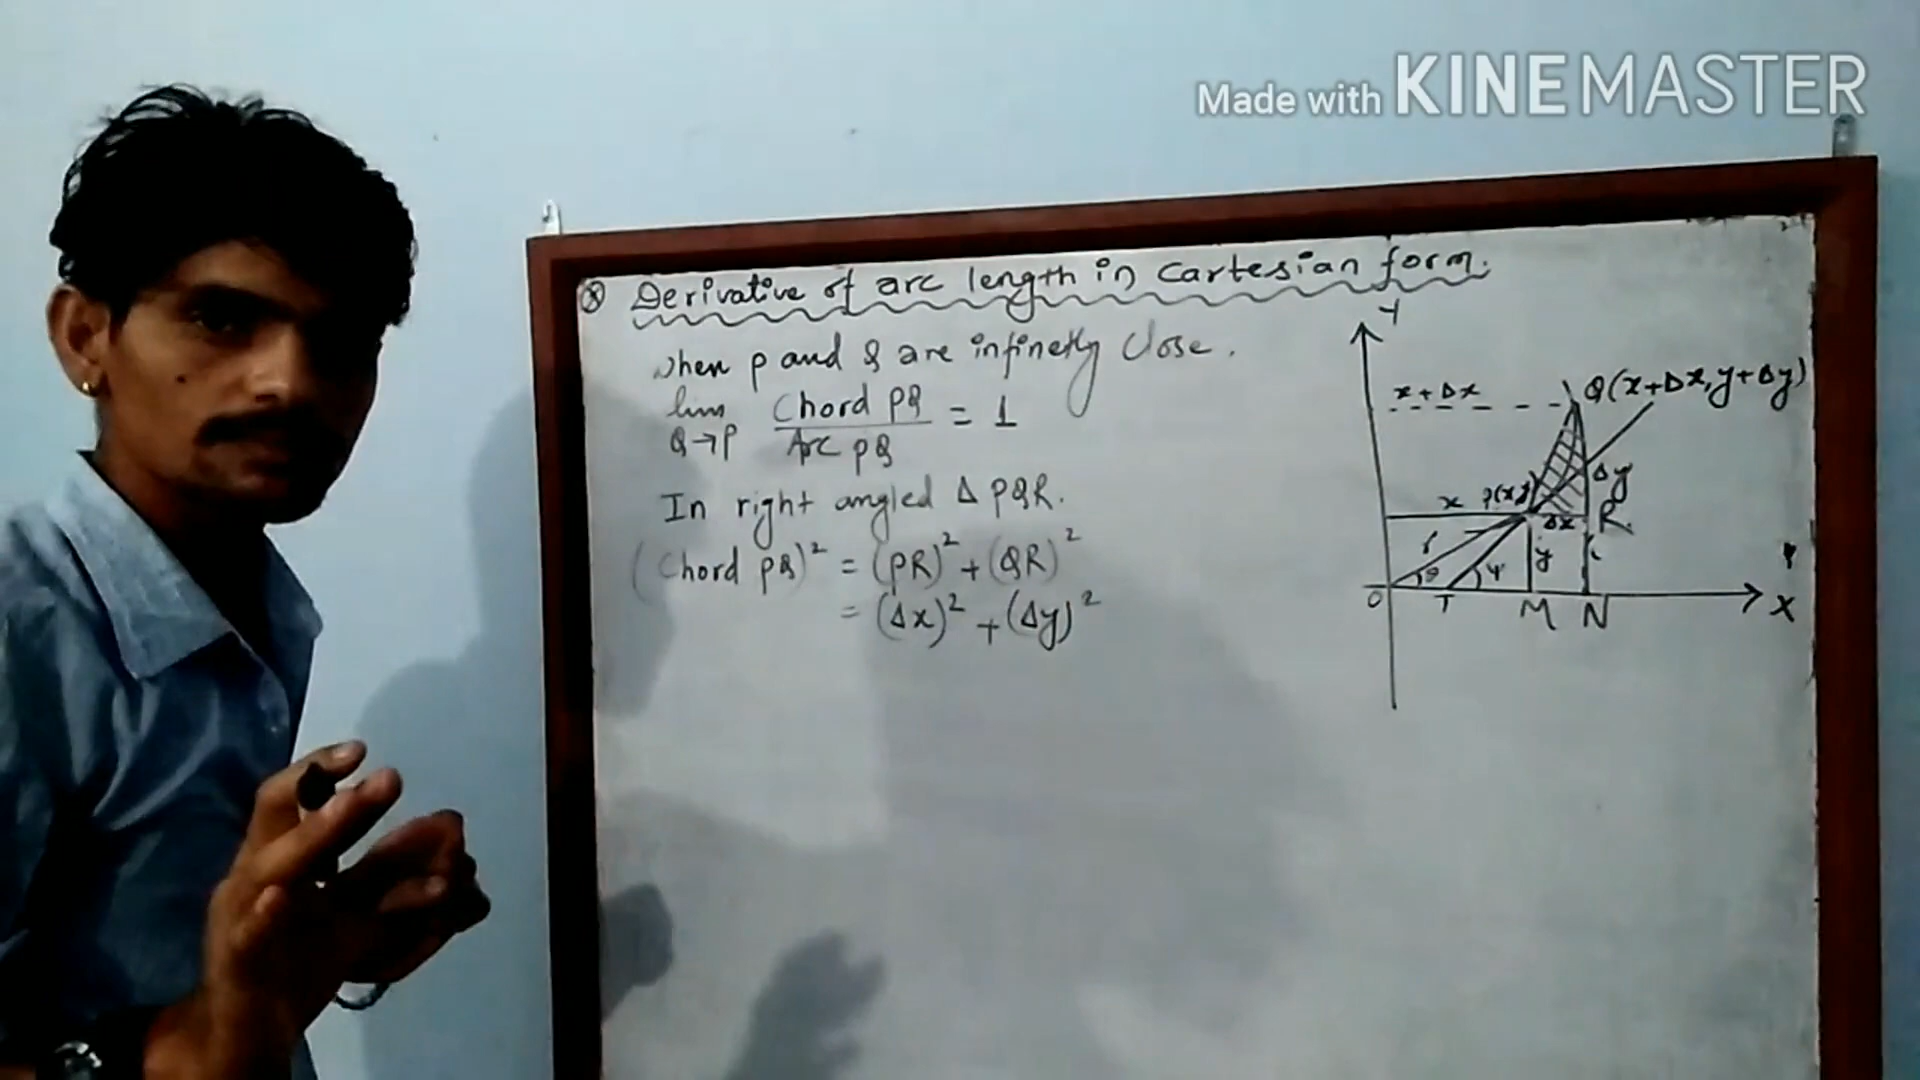 Made with KINEMASTER
⊗ Derivative of arc length in Cartesian form.
when p and Q are infinetly close.
lim Q→P Chord PQ / Arc PQ = 1
In right angled Δ PQR.
(Chord PQ)² = (PR)² + (QR)²
= (Δx)² + (Δy)²
Y
x + Δx
Q(x+Δx, y+Δy)
Δy
x
P(x,y)
Δx
R
r
θ
ψ
y
O
T
M
N
X